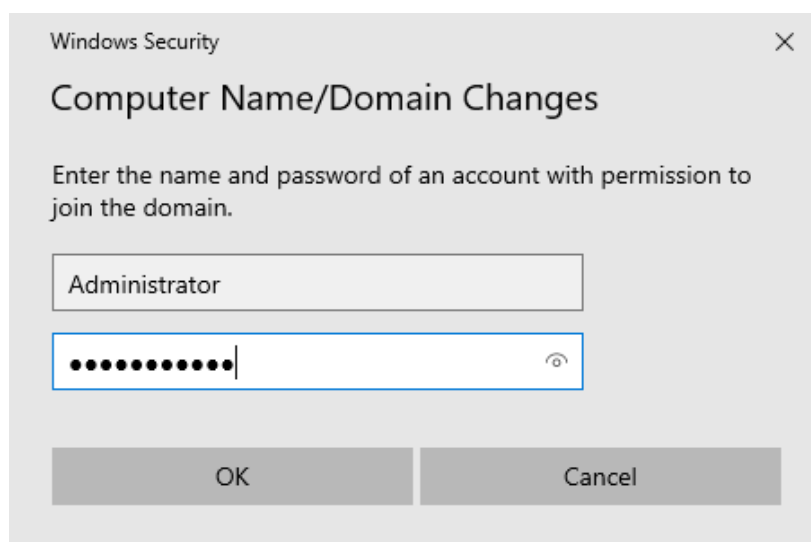 Windows Security
Computer Name/Domain Changes
Enter the name and password of an account with permission to
join the domain.
Administrator
●●●●●●●●●●●
OK
Cancel